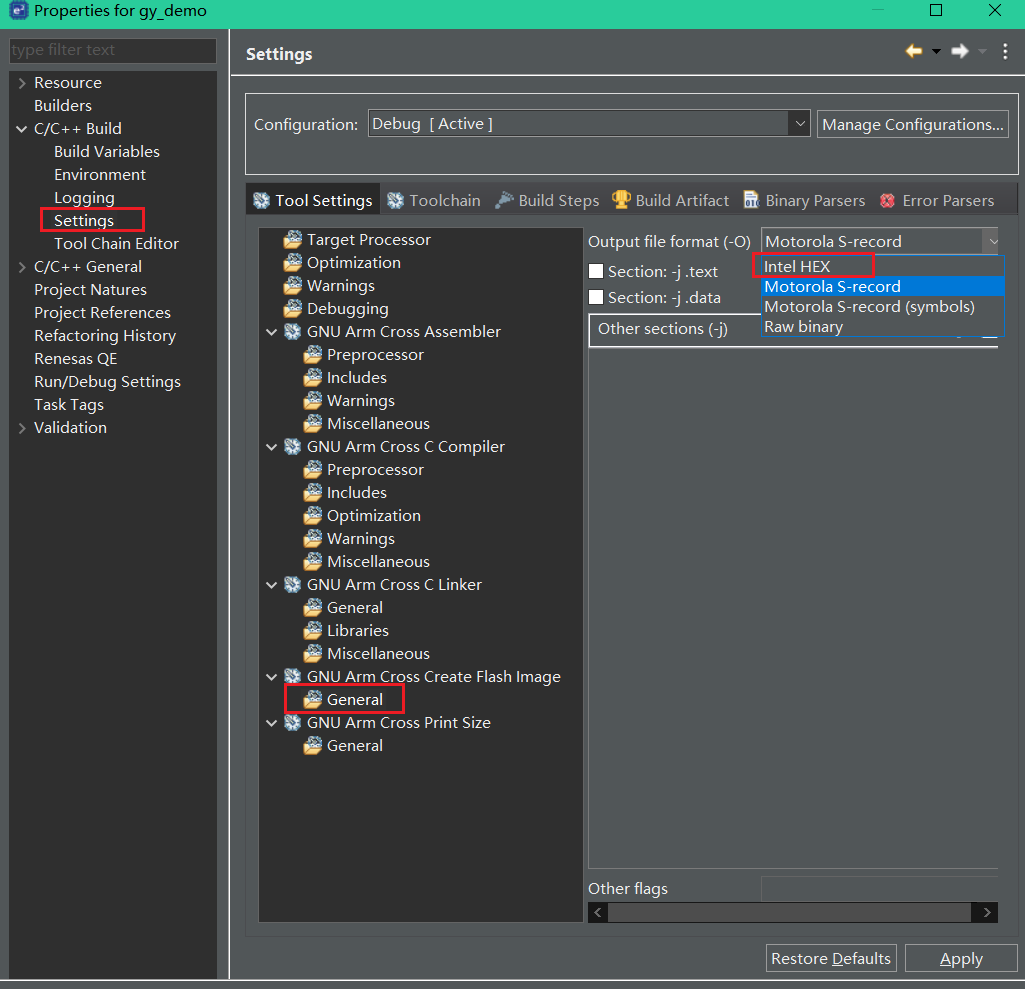 e² Properties for gy_demo
type filter text
Resource
Builders
C/C++ Build
Build Variables
Environment
Logging
Settings
Tool Chain Editor
C/C++ General
Project Natures
Project References
Refactoring History
Renesas QE
Run/Debug Settings
Task Tags
Validation
Settings
Configuration: Debug [ Active ] Manage Configurations...
Tool Settings Toolchain Build Steps Build Artifact Binary Parsers Error Parsers
Target Processor
Optimization
Warnings
Debugging
GNU Arm Cross Assembler
Preprocessor
Includes
Warnings
Miscellaneous
GNU Arm Cross C Compiler
Preprocessor
Includes
Optimization
Warnings
Miscellaneous
GNU Arm Cross C Linker
General
Libraries
Miscellaneous
GNU Arm Cross Create Flash Image
General
GNU Arm Cross Print Size
General
Output file format (-O) Motorola S-record
Intel HEX
Motorola S-record
Motorola S-record (symbols)
Raw binary
Section: -j .text
Section: -j .data
Other sections (-j)
Other flags
Restore Defaults Apply